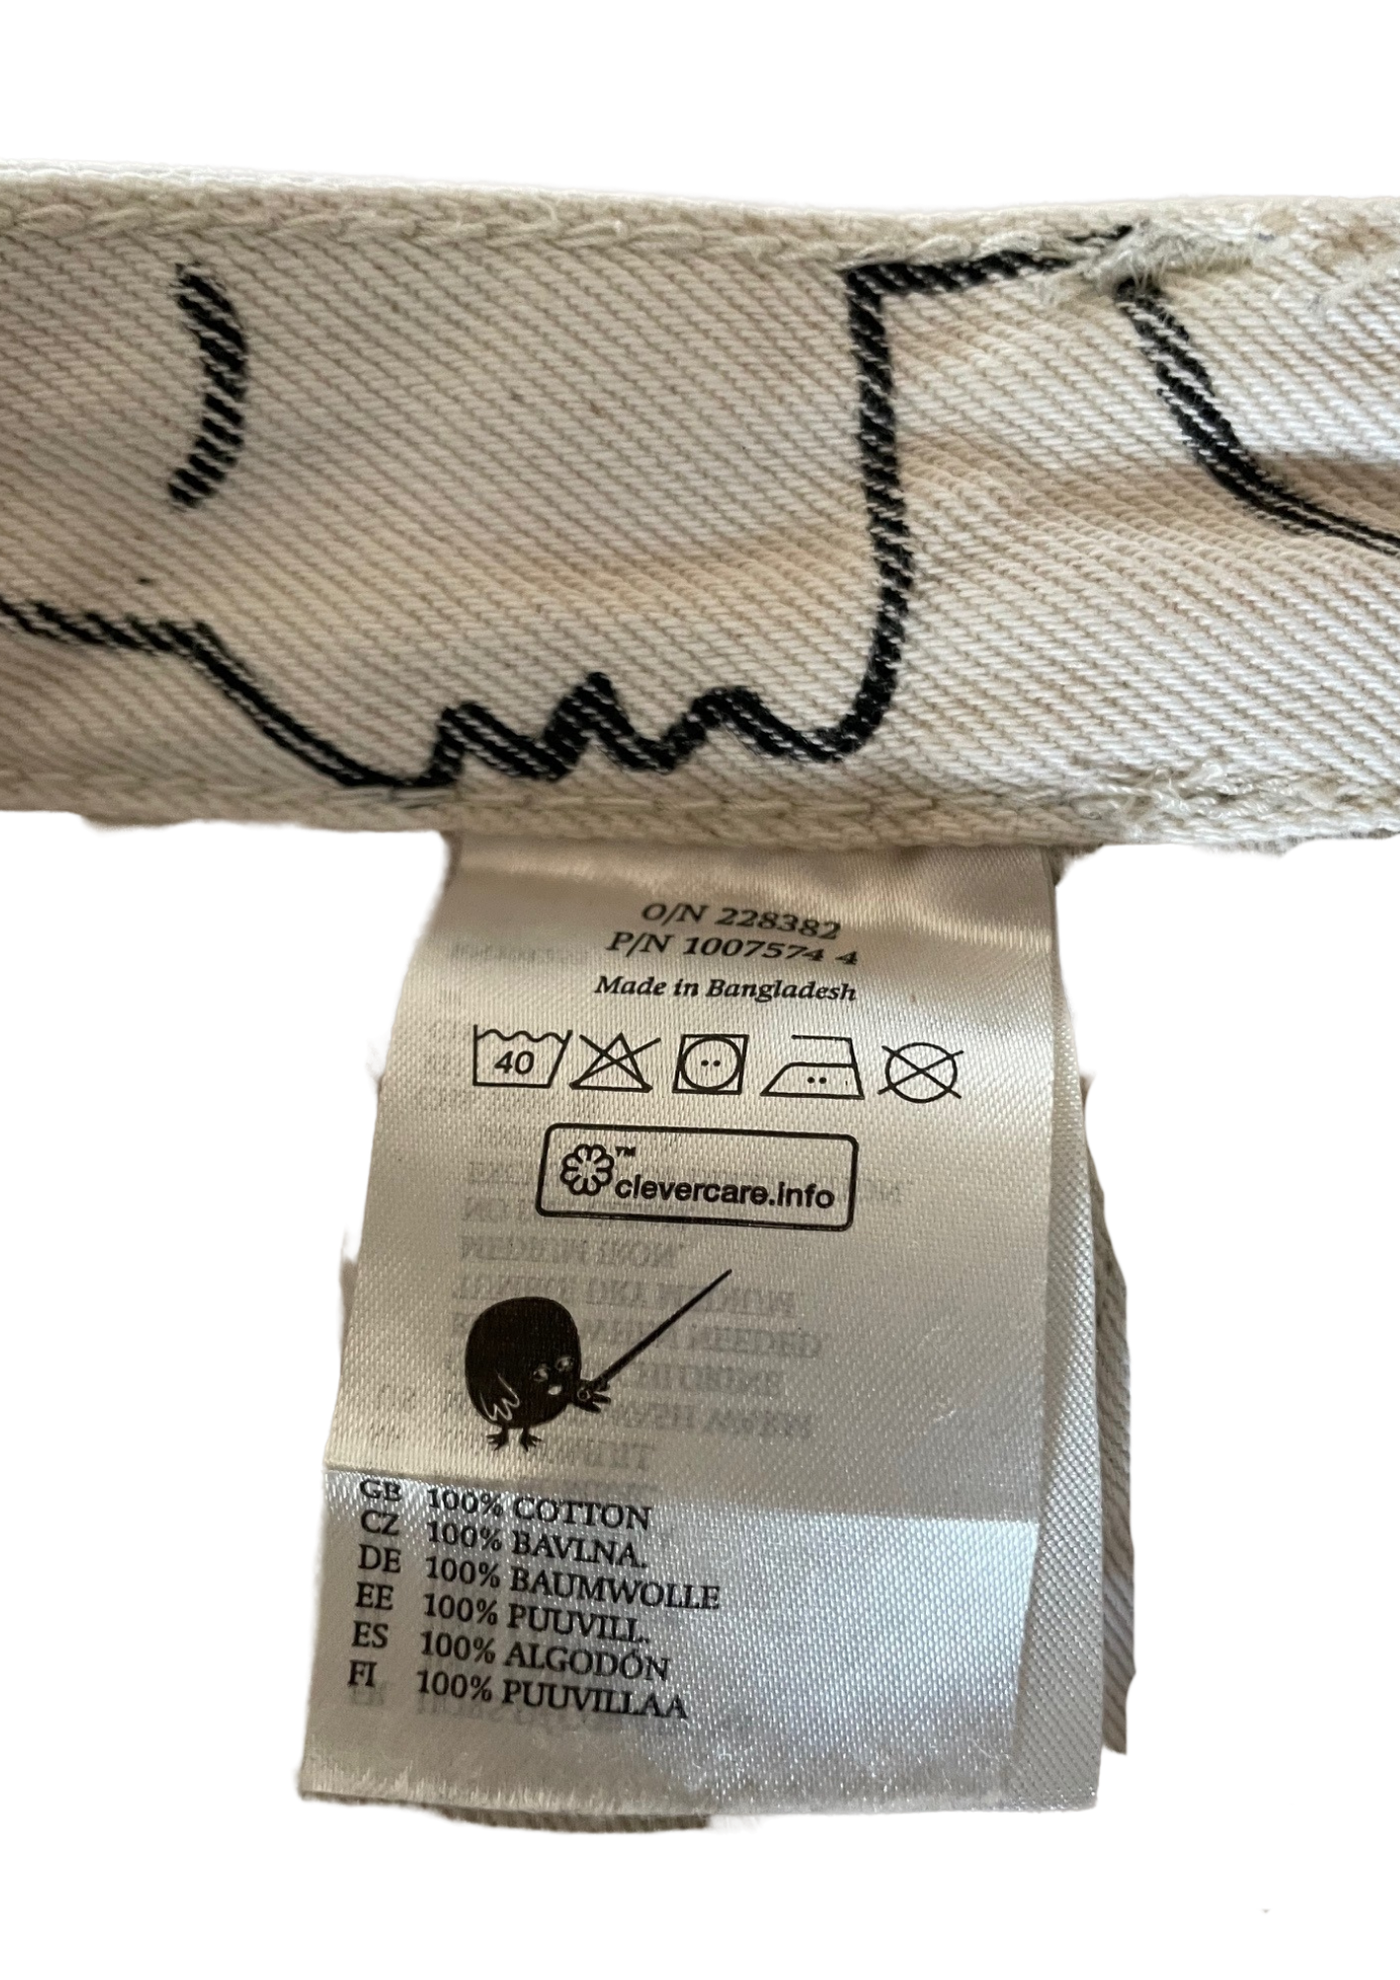 O/N 228382
P/N 1007574 4
Made in Bangladesh
40
™
clevercare.info
GB 100% COTTON
CZ 100% BAVLNA.
DE 100% BAUMWOLLE
EE 100% PUUVILL.
ES 100% ALGODÓN
FI 100% PUUVILLAA